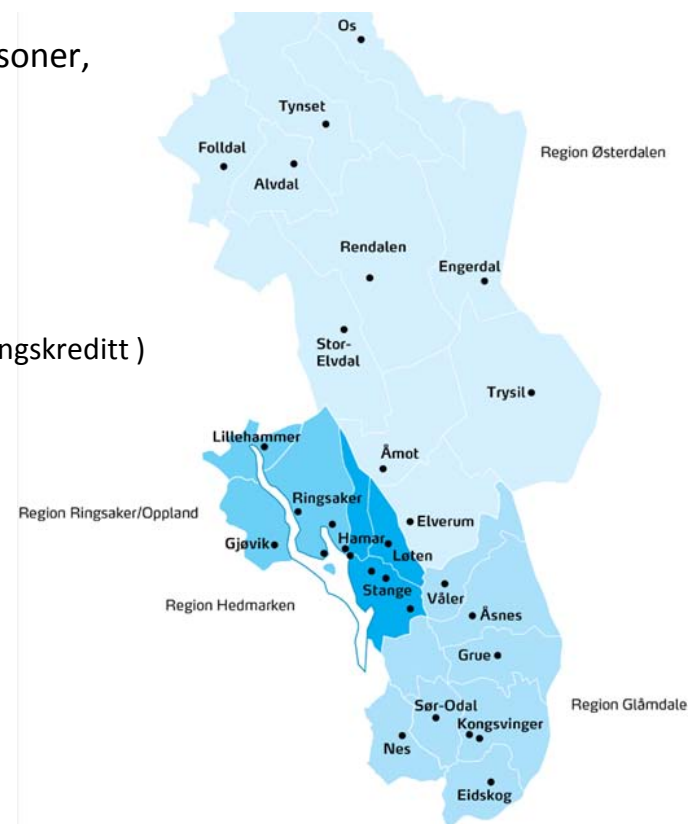 Os
soner,
Tynset
Folldal
Region Østerdalen
Alvdal
Rendalen
Engerdal
Stor-
Elvdal
ngskreditt )
Trysil
Lillehammer
Åmot
Ringsaker
Region Ringsaker/Oppland
Elverum
Hamar
Gjøvik
Løten
Stange
Våler
Region Hedmarken
Åsnes
Grue
Sør-Odal
Region Glåmdale
Kongsvinger
Nes
Eidskog